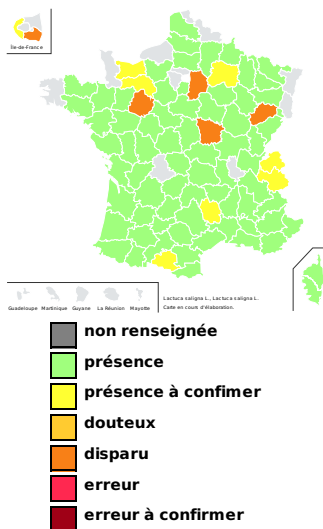 Île-de-France
Guadeloupe Martinique Guyane La Réunion Mayotte
Lactuca saligna L., Lactuca saligna L.
Carte en cours d'élaboration.
non renseignée
présence
présence à confimer
douteux
disparu
erreur
erreur à confirmer